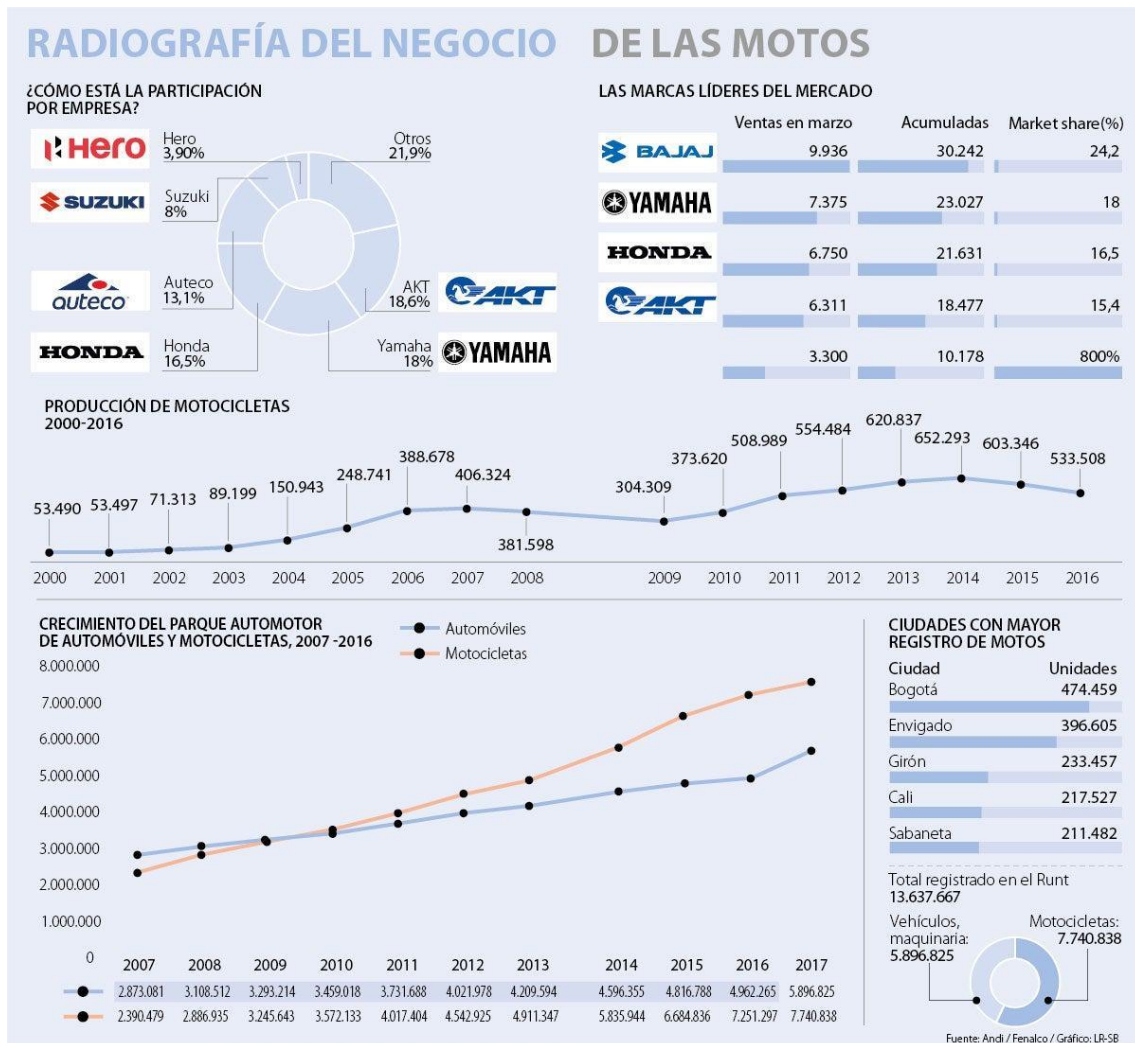 RADIOGRAFÍA DEL NEGOCIO DE LAS MOTOS
¿CÓMO ESTÁ LA PARTICIPACIÓN
POR EMPRESA?
HERO
Hero
3,90%
SUZUKI
Suzuki
8%
auteco
Auteco
13,1%
HONDA
Honda
16,5%
Otros
21,9%
AKT
18,6%
AKT
Yamaha
18%
YAMAHA
LAS MARCAS LÍDERES DEL MERCADO
Ventas en marzo Acumuladas Market share(%)
BAJAJ 9.936 30.242 24,2
YAMAHA 7.375 23.027 18
HONDA 6.750 21.631 16,5
AKT 6.311 18.477 15,4
3.300 10.178 800%
PRODUCCIÓN DE MOTOCICLETAS
2000-2016
53.490 53.497 71.313 89.199 150.943 248.741 388.678 406.324 381.598 304.309 373.620 508.989 554.484 620.837 652.293 603.346 533.508
2000 2001 2002 2003 2004 2005 2006 2007 2008 2009 2010 2011 2012 2013 2014 2015 2016
CRECIMIENTO DEL PARQUE AUTOMOTOR
DE AUTOMÓVILES Y MOTOCICLETAS, 2007 -2016
Automóviles
Motocicletas
8.000.000
7.000.000
6.000.000
5.000.000
4.000.000
3.000.000
2.000.000
1.000.000
0
2007 2008 2009 2010 2011 2012 2013 2014 2015 2016 2017
2.873.081 3.108.512 3.293.214 3.459.018 3.731.688 4.021.978 4.209.594 4.596.355 4.816.788 4.962.265 5.896.825
2.390.479 2.886.935 3.245.643 3.572.133 4.017.404 4.542.925 4.911.347 5.835.944 6.684.836 7.251.297 7.740.838
CIUDADES CON MAYOR
REGISTRO DE MOTOS
Ciudad Unidades
Bogotá 474.459
Envigado 396.605
Girón 233.457
Cali 217.527
Sabaneta 211.482
Total registrado en el Runt
13.637.667
Vehículos,
maquinaria:
5.896.825
Motocicletas:
7.740.838
Fuente: Andi / Fenalco / Gráfico: LR-SB